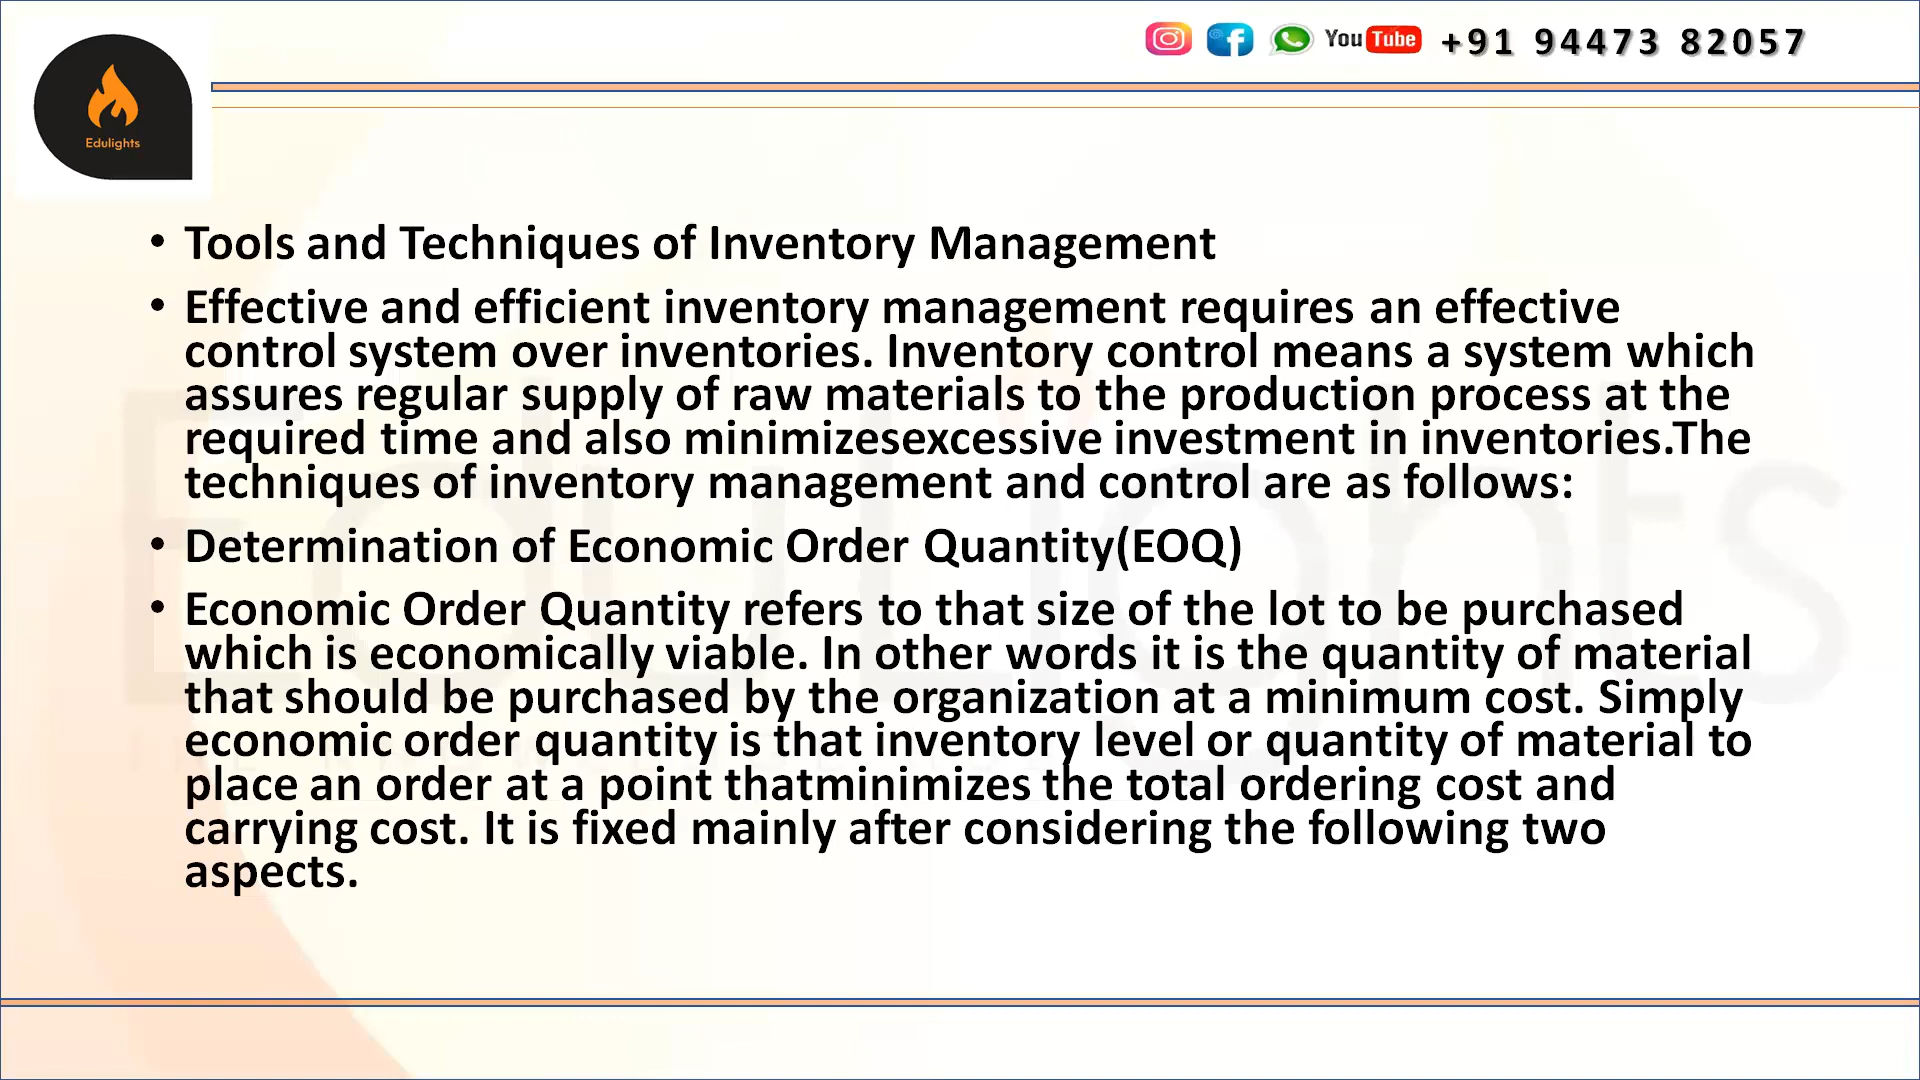 You Tube +91 94473 82057
Edulights
• Tools and Techniques of Inventory Management
• Effective and efficient inventory management requires an effective
control system over inventories. Inventory control means a system which
assures regular supply of raw materials to the production process at the
required time and also minimizesexcessive investment in inventories.The
techniques of inventory management and control are as follows:
• Determination of Economic Order Quantity(EOQ)
• Economic Order Quantity refers to that size of the lot to be purchased
which is economically viable. In other words it is the quantity of material
that should be purchased by the organization at a minimum cost. Simply
economic order quantity is that inventory level or quantity of material to
place an order at a point thatminimizes the total ordering cost and
carrying cost. It is fixed mainly after considering the following two
aspects.
EduLights